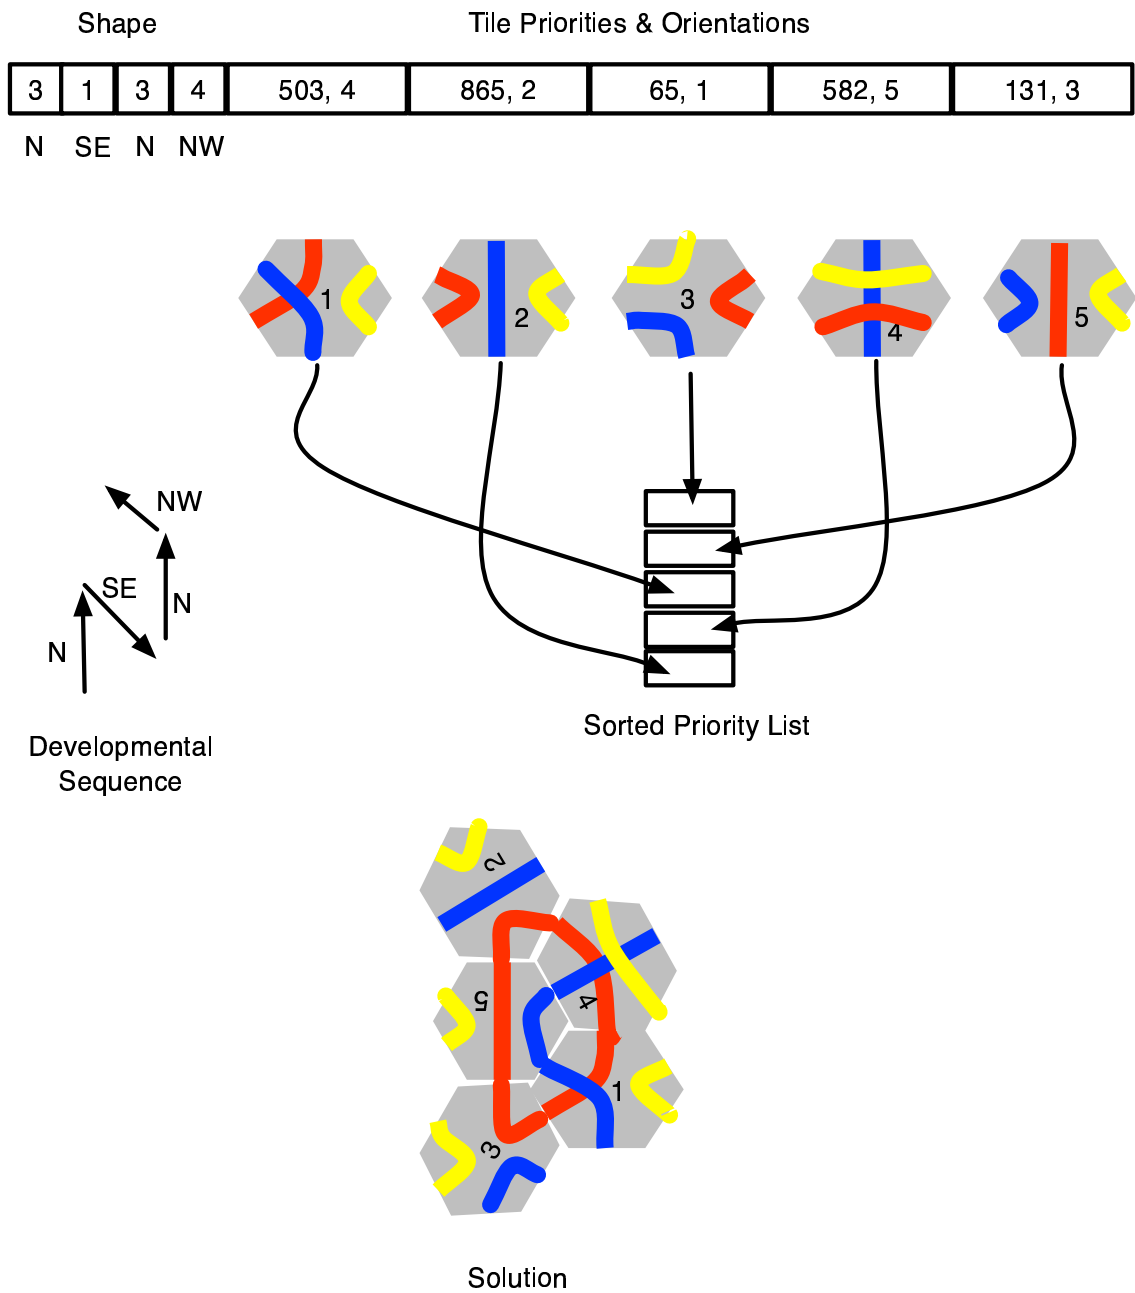 Shape Tile Priorities & Orientations
3 1 3 4 503, 4 865, 2 65, 1 582, 5 131, 3
N SE N NW
1 2 3 4 5
NW
SE
N
N
Sorted Priority List
Developmental
Sequence
2
5
4
1
3
Solution